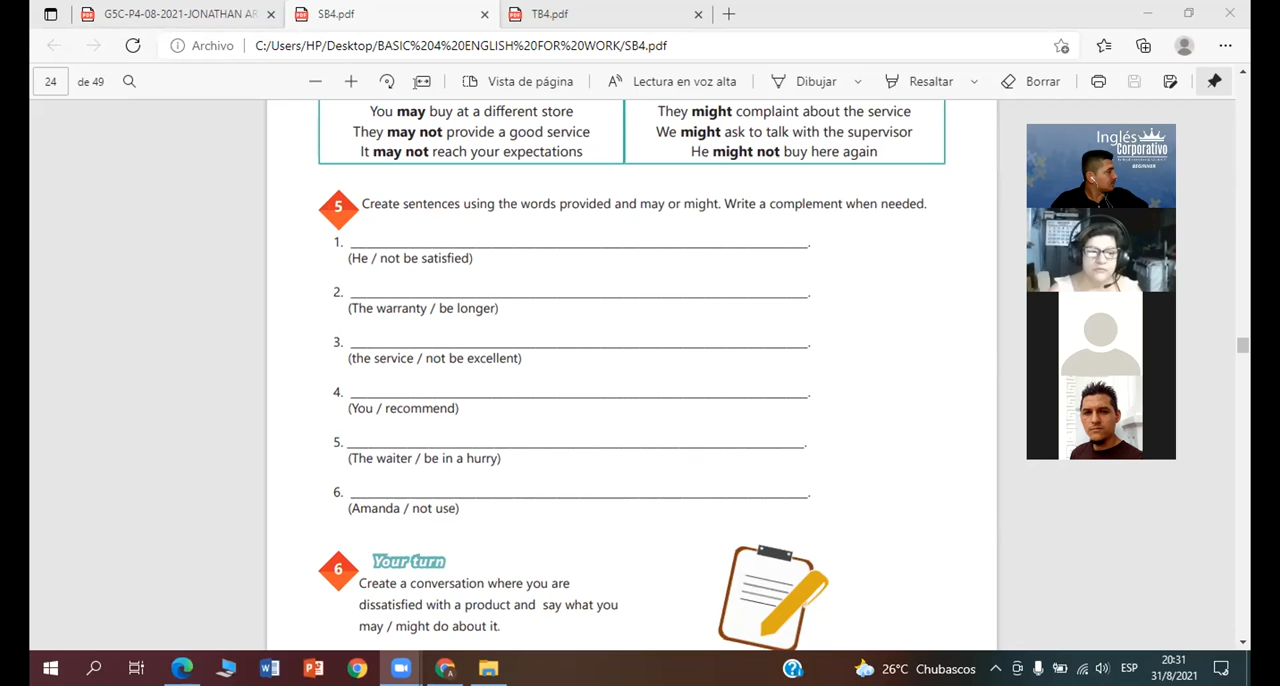 G5C-P4-08-2021-JONATHAN AR
SB4.pdf
TB4.pdf
Archivo
C:/Users/HP/Desktop/BASIC%204%20ENGLISH%20FOR%20WORK/SB4.pdf
24 de 49
Vista de página
Lectura en voz alta
Dibujar
Resaltar
Borrar
You may buy at a different store
They may not provide a good service
It may not reach your expectations
They might complaint about the service
We might ask to talk with the supervisor
He might not buy here again
5 Create sentences using the words provided and may or might. Write a complement when needed.
1. ______.
(He / not be satisfied)
2. ______.
(The warranty / be longer)
3. ______.
(the service / not be excellent)
4. ______.
(You / recommend)
5. ______.
(The waiter / be in a hurry)
6. ______.
(Amanda / not use)
6 Your turn
Create a conversation where you are
dissatisfied with a product and say what you
may / might do about it.
Inglés
Corporativo
BEGINNER
26°C Chubascos
ESP
20:31
31/8/2021